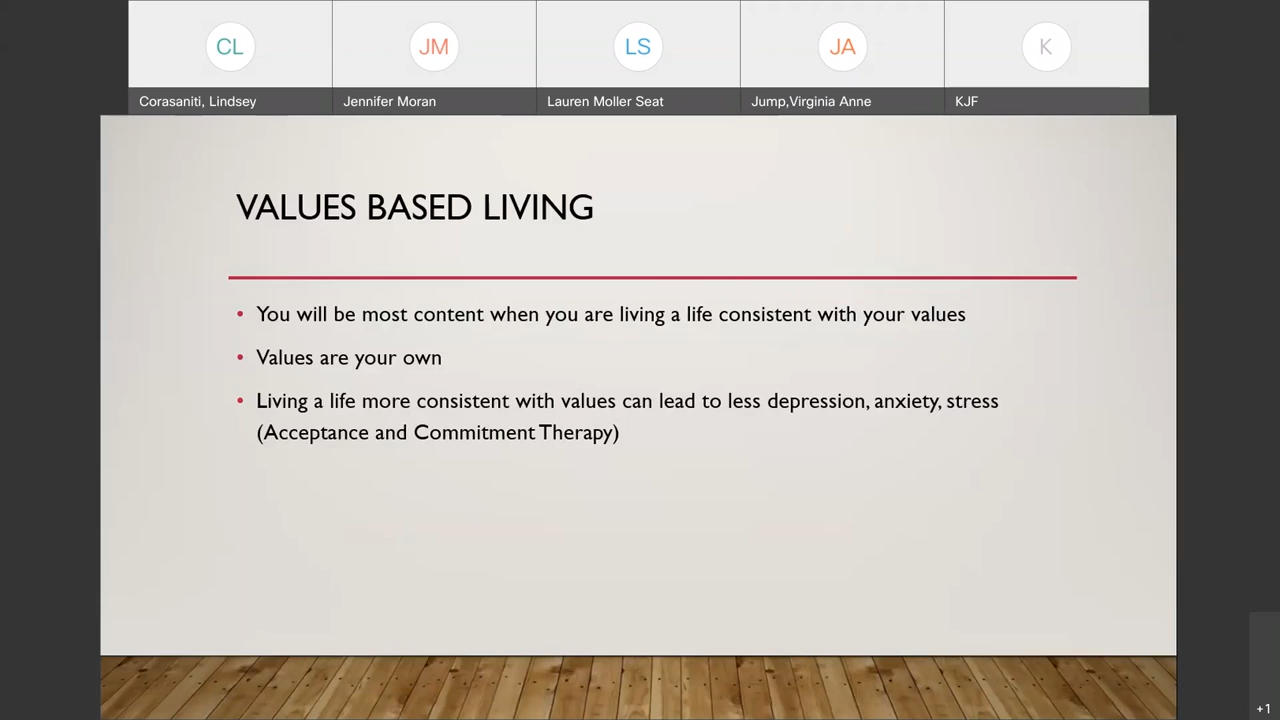 CL
JM
LS
JA
K
Corasaniti, Lindsey
Jennifer Moran
Lauren Moller Seat
Jump,Virginia Anne
KJF
VALUES BASED LIVING
• You will be most content when you are living a life consistent with your values
• Values are your own
• Living a life more consistent with values can lead to less depression, anxiety, stress
(Acceptance and Commitment Therapy)
+1